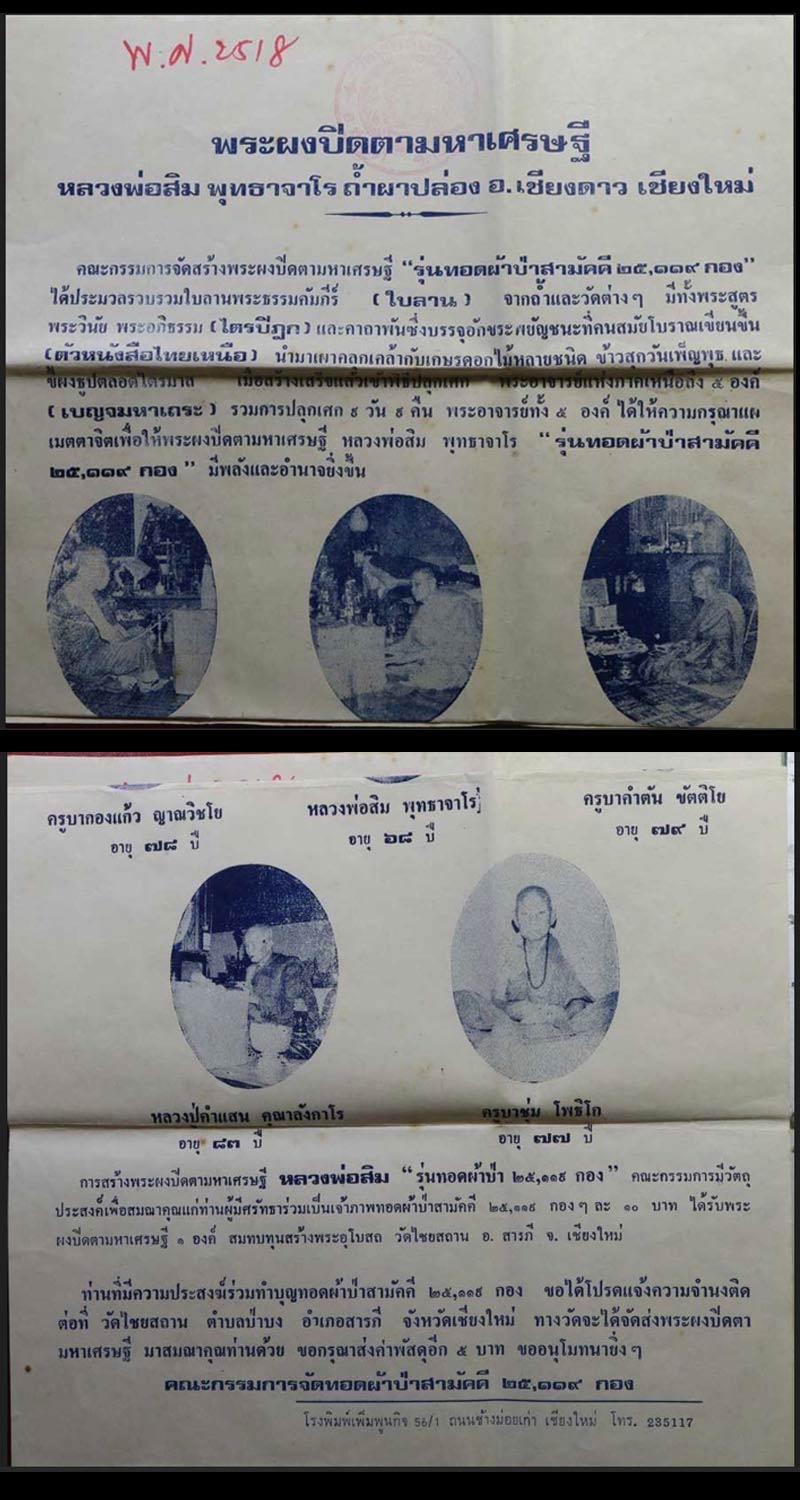 พ.ศ. 2518
พระผงปิดตามหาเศรษฐี
หลวงพ่อสิม พุทธาจาโร ถ้ำผาปล่อง อ. เชียงดาว เชียงใหม่
คณะกรรมการจัดสร้างพระผงปิดตามหาเศรษฐี “รุ่นทอดผ้าป่าสามัคคี ๒๕,๑๑๙ กอง”
ได้ประมวลรวบรวมใบลานพระธรรมคัมภีร์ (ใบลาน) จากถ้ำและวัดต่างๆ มีทั้งพระสูตร
พระวินัย พระอภิธรรม (ไตรปิฎก) และคาถาพันซึ่งบรรจุอักขระพยัญชนะที่คนสมัยโบราณเขียนขึ้น
(ตัวหนังสือไทยเหนือ) นำมาเผาคลุกเคล้ากับเกษรดอกไม้หลายชนิด ข้าวสุกวันเพ็ญพุธ และ
ขี้ผงธูปตลอดไตรมาส เมื่อสร้างเสร็จแล้วเข้าพิธีปลุกเศก พระอาจารย์แห่งภาคเหนือถึง ๕ องค์
(เบญจมหาเถระ) รวมการปลุกเศก ๙ วัน ๙ คืน พระอาจารย์ทั้ง ๕ องค์ ได้ให้ความกรุณาแผ่
เมตตาจิตเพื่อให้พระผงปิดตามหาเศรษฐี หลวงพ่อสิม พุทธาจาโร “รุ่นทอดผ้าป่าสามัคคี
๒๕,๑๑๙ กอง” มีพลังและอำนาจยิ่งขึ้น
ครูบากองแก้ว ญาณวิชโย
อายุ ๗๘ ปี
หลวงพ่อสิม พุทธาจาโร
อายุ ๖๘ ปี
ครูบาคำตัน ขัตติโย
อายุ ๗๙ ปี
หลวงปู่คำแสน คุณาลังกาโร
อายุ ๘๓ ปี
ครูบาชุ่ม โพธิโก
อายุ ๗๗ ปี
การสร้างพระผงปิดตามหาเศรษฐี หลวงพ่อสิม “รุ่นทอดผ้าป่า ๒๕,๑๑๙ กอง” คณะกรรมการมีวัตถุ
ประสงค์เพื่อสมณาคุณแก่ท่านผู้มีศรัทธาร่วมเป็นเจ้าภาพทอดผ้าป่าสามัคคี ๒๕,๑๑๙ กองๆ ละ ๑๐ บาท ได้รับพระ
ผงปิดตามหาเศรษฐี ๑ องค์ สมทบทุนสร้างพระอุโบสถ วัดไชยสถาน อ. สารภี จ. เชียงใหม่
ท่านที่มีความประสงฆ์ร่วมทำบุญทอดผ้าป่าสามัคคี ๒๕,๑๑๙ กอง ขอได้โปรดแจ้งความจำนงติด
ต่อที่ วัดไชยสถาน ตำบลป่าบง อำเภอสารภี จังหวัดเชียงใหม่ ทางวัดจะได้จัดส่งพระผงปิดตา
มหาเศรษฐี มาสมณาคุณท่านด้วย ขอกรุณาส่งค่าพัสดุอีก ๕ บาท ขออนุโมทนายิ่งๆ
คณะกรรมการจัดทอดผ้าป่าสามัคคี ๒๕,๑๑๙ กอง
โรงพิมพ์เพิ่มพูนกิจ 56/1 ถนนช้างม่อยเก่า เชียงใหม่ โทร. 235117